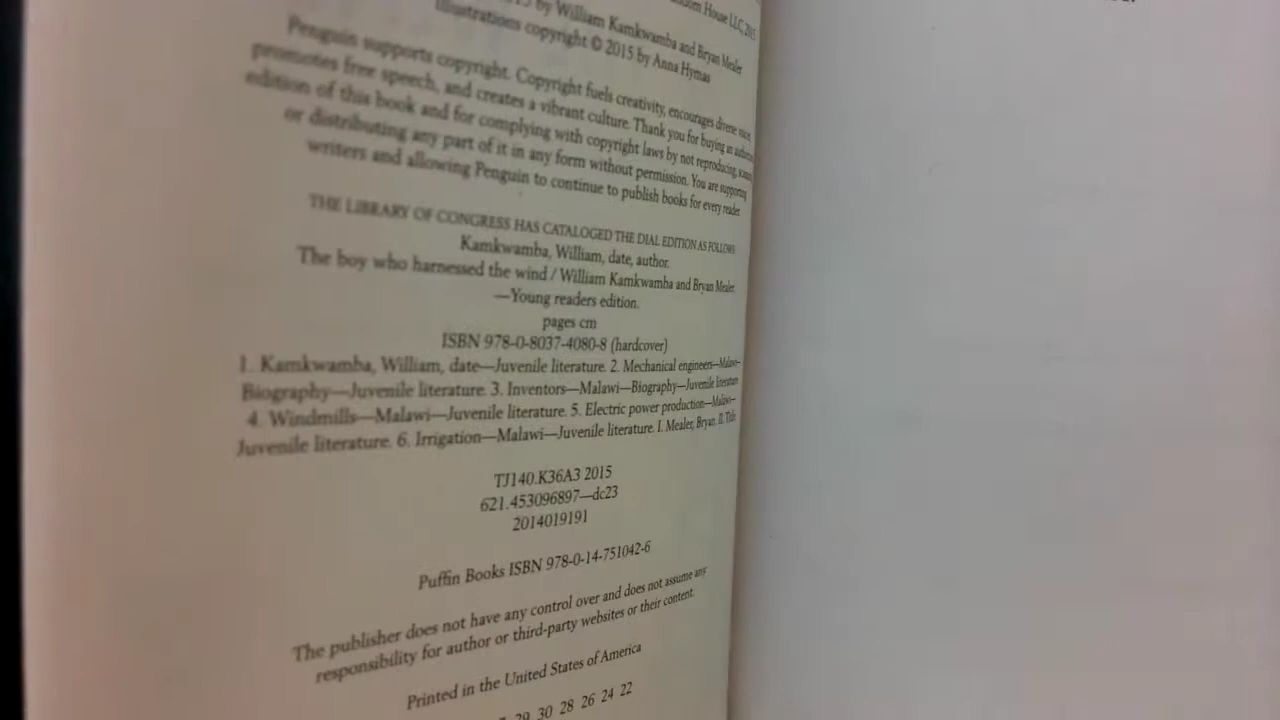 by William Kamkwamba and Bryan Mealer
Illustrations copyright © 2015 by Anna Hymas
Penguin supports copyright. Copyright fuels creativity, encourages diverse voices,
promotes free speech, and creates a vibrant culture. Thank you for buying an authorized
edition of this book and for complying with copyright laws by not reproducing,
or distributing any part of it in any form without permission. You are supporting
writers and allowing Penguin to continue to publish books for every reader
THE LIBRARY OF CONGRESS HAS CATALOGED THE DIAL EDITION AS FOLLOWS
Kamkwamba, William, date, author.
The boy who harnessed the wind / William Kamkwamba and Bryan Mealer
—Young readers edition.
pages cm
ISBN 978-0-8037-4080-8 (hardcover)
1. Kamkwamba, William, date—Juvenile literature. 2. Mechanical engineers—Malawi—
Biography—Juvenile literature. 3. Inventors—Malawi—Biography—Juvenile literature
4. Windmills—Malawi—Juvenile literature. 5. Electric power production—Malawi—
Juvenile literature. 6. Irrigation—Malawi—Juvenile literature. I. Mealer, Bryan. II. Title.
TJ140.K36A3 2015
621.453096897—dc23
2014019191
Puffin Books ISBN 978-0-14-751042-6
The publisher does not have any control over and does not assume any
responsibility for author or third-party websites or their content.
Printed in the United States of America
29 30 28 26 24 22